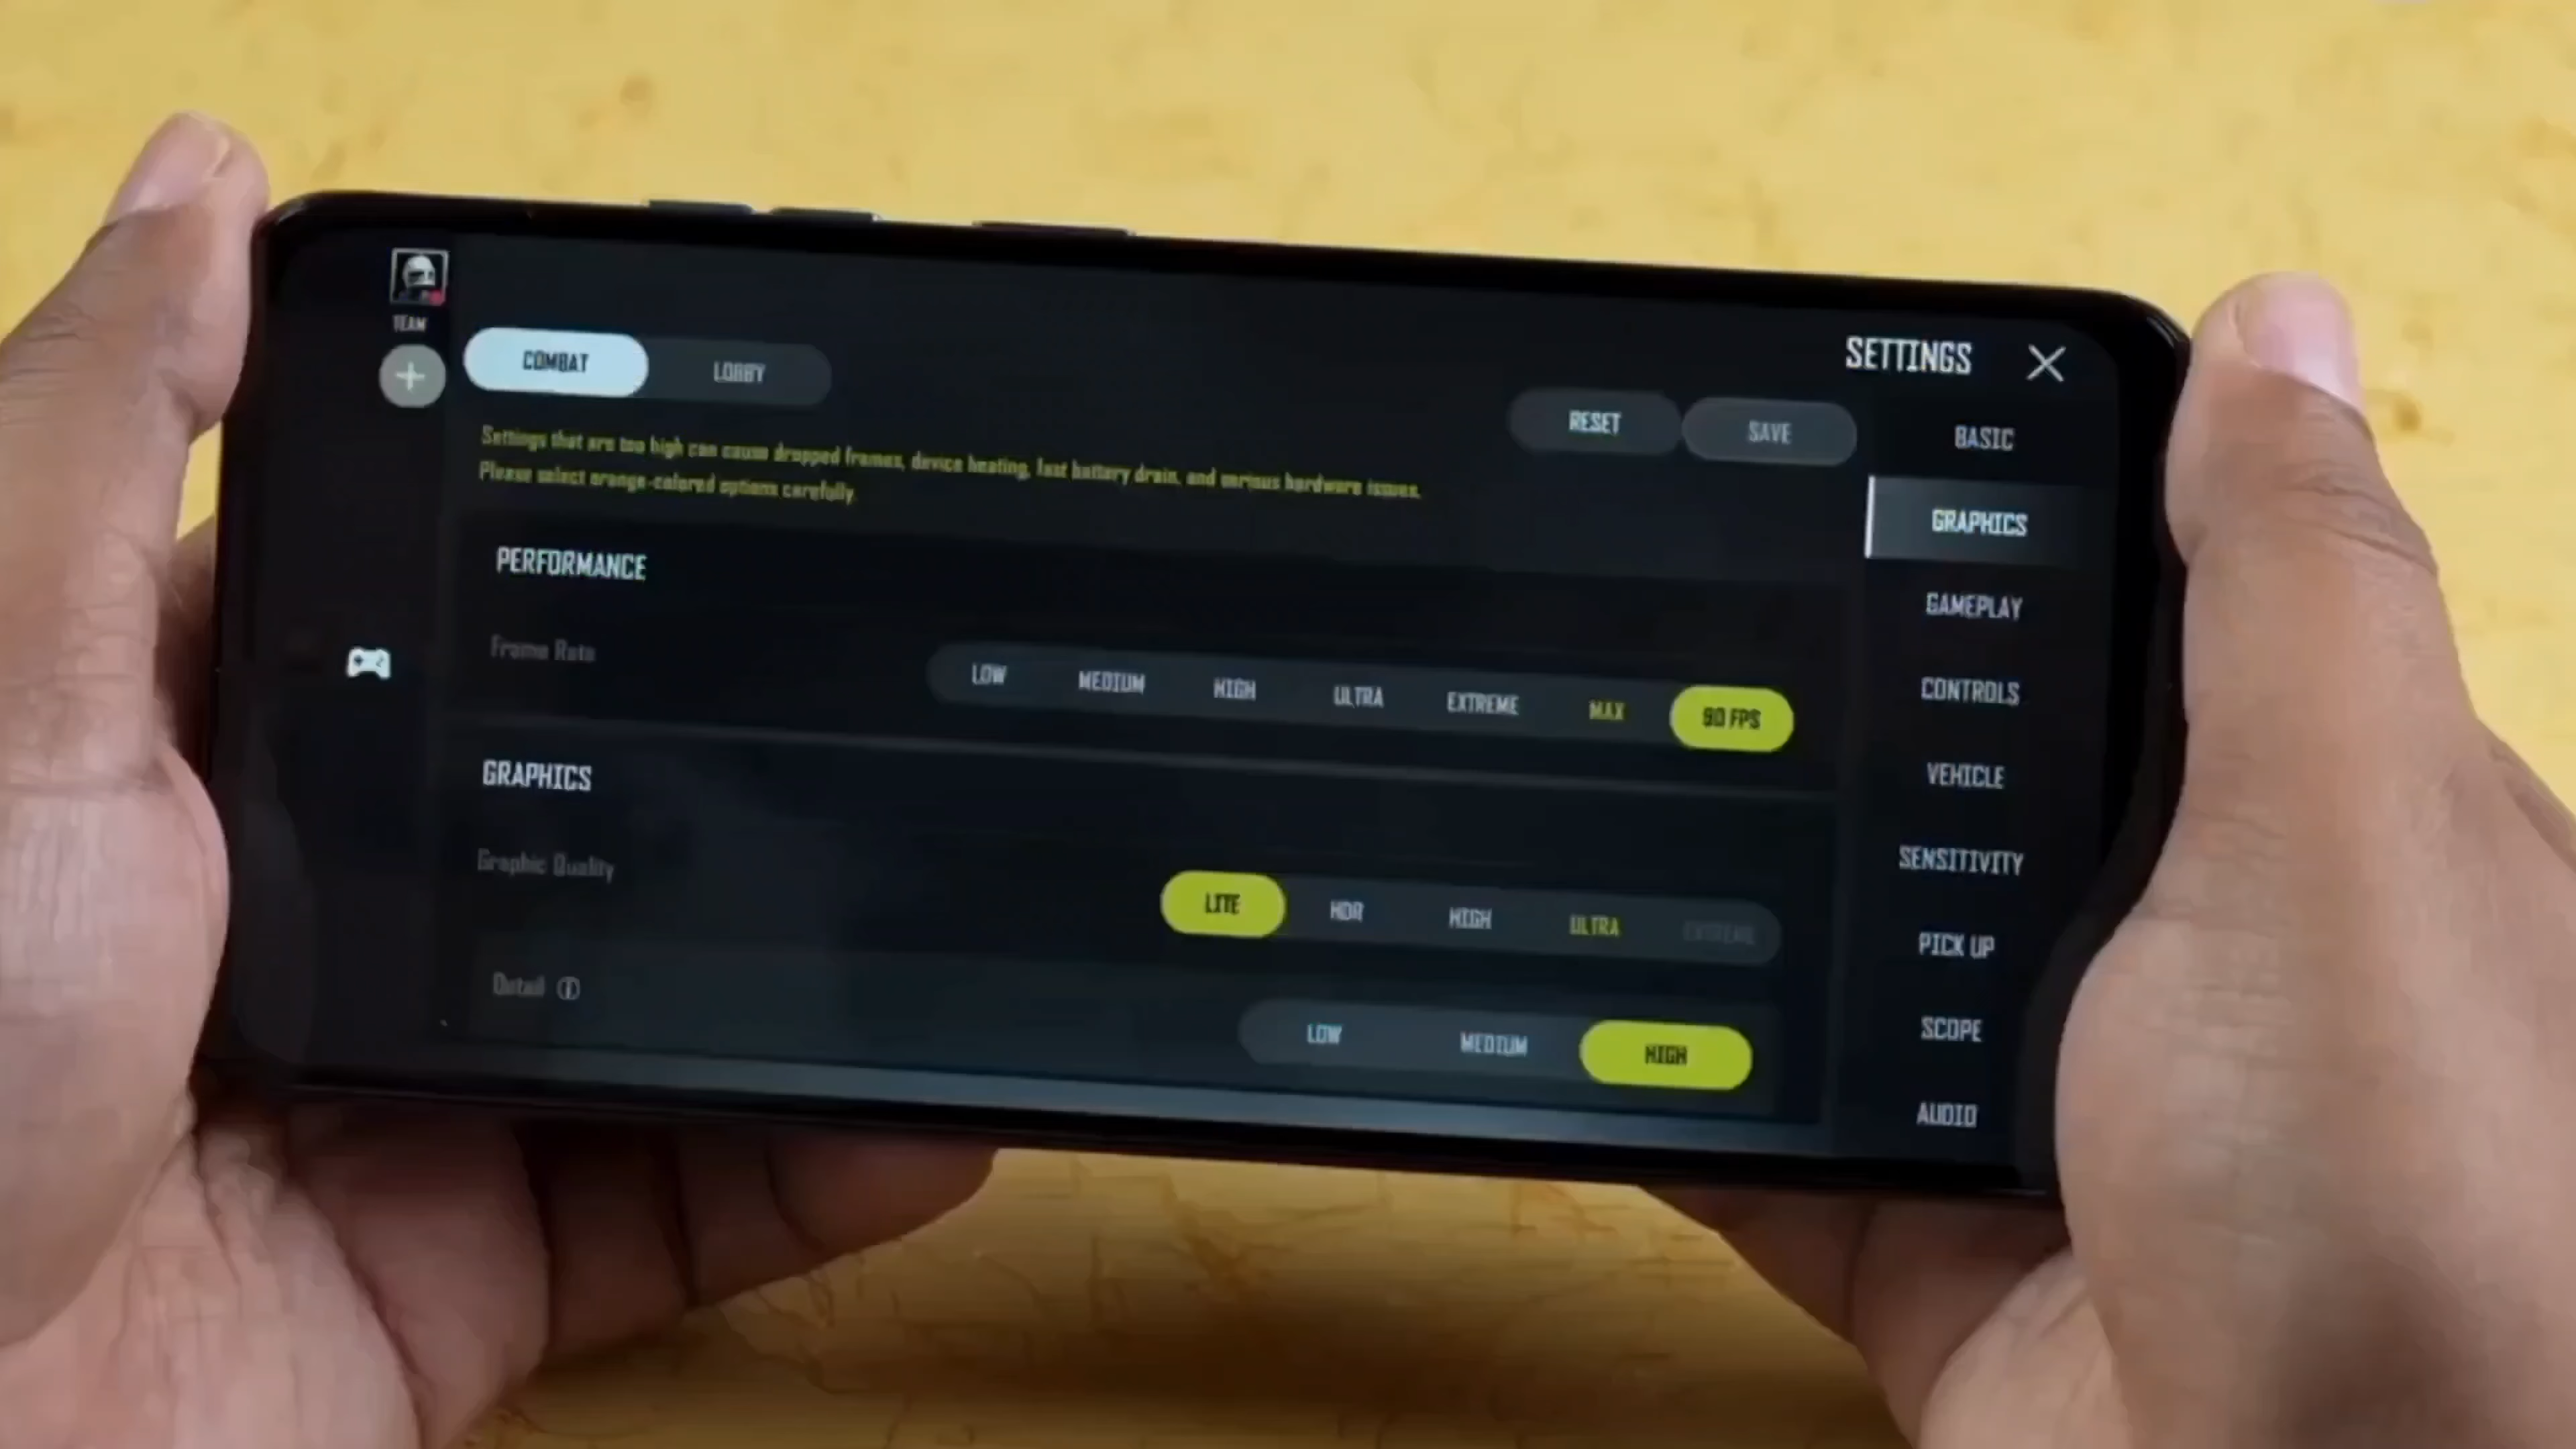 TEAM
COMBAT
LOBBY
SETTINGS
RESET
SAVE
Settings that are too high can cause dropped frames, device heating, fast battery drain, and various hardware issues.
Please select orange-colored options carefully.
PERFORMANCE
Frame Rate
LOW
MEDIUM
HIGH
ULTRA
EXTREME
MAX
90 FPS
GRAPHICS
Graphic Quality
LITE
HDR
HIGH
ULTRA
EXTREME
Detail
LOW
MEDIUM
HIGH
BASIC
GRAPHICS
GAMEPLAY
CONTROLS
VEHICLE
SENSITIVITY
PICK UP
SCOPE
AUDIO